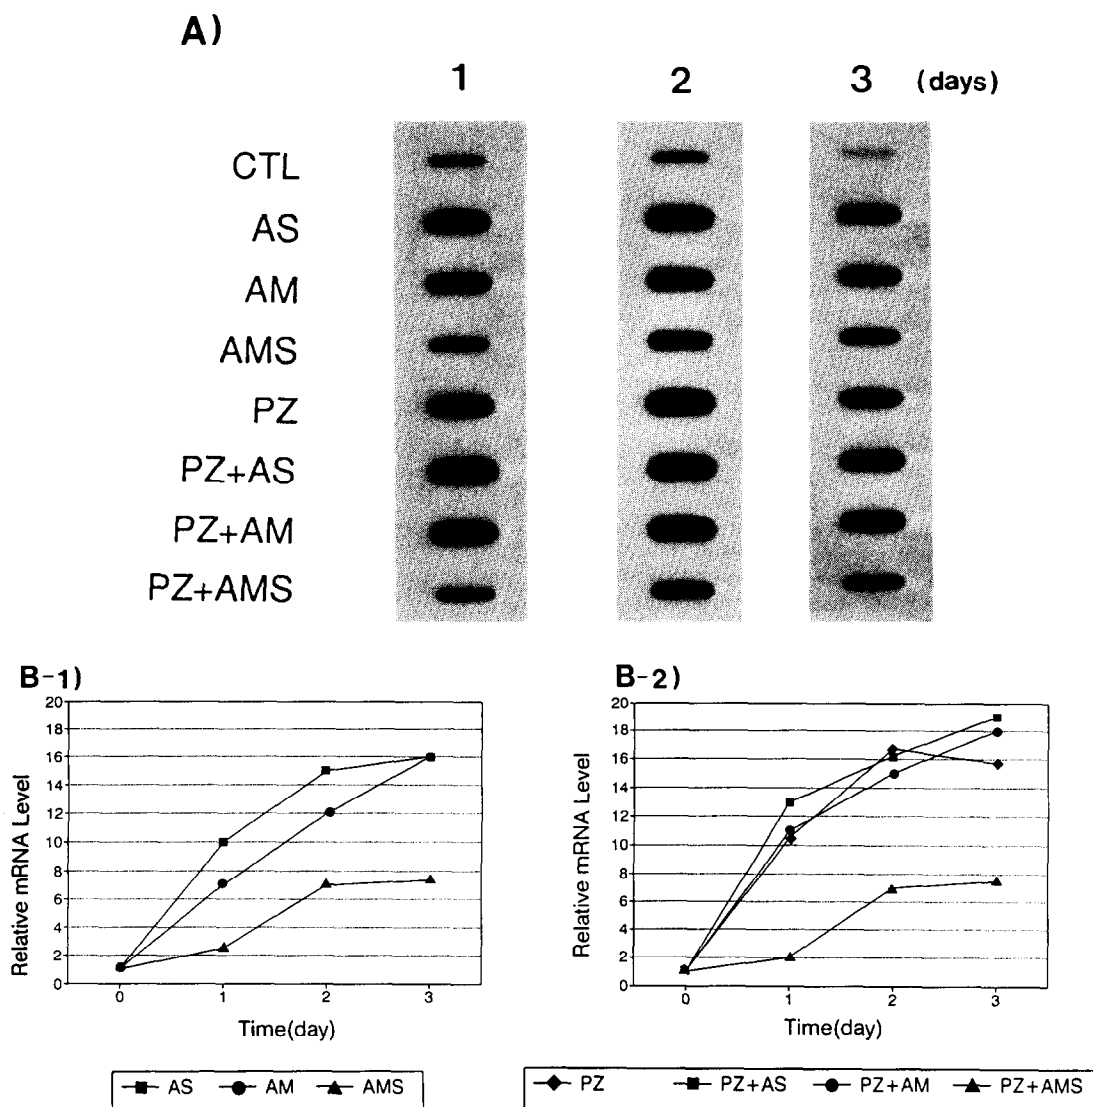 A)
1 2 3 (days)
CTL
AS
AM
AMS
PZ
PZ+AS
PZ+AM
PZ+AMS
B-1)
20
18
16
14
12
10
8
6
4
2
0
Relative mRNA Level
0 1 2 3
Time(day)
AS AM AMS
B-2)
20
18
16
14
12
10
8
6
4
2
0
Relative mRNA Level
0 1 2 3
Time(day)
PZ PZ+AS PZ+AM PZ+AMS